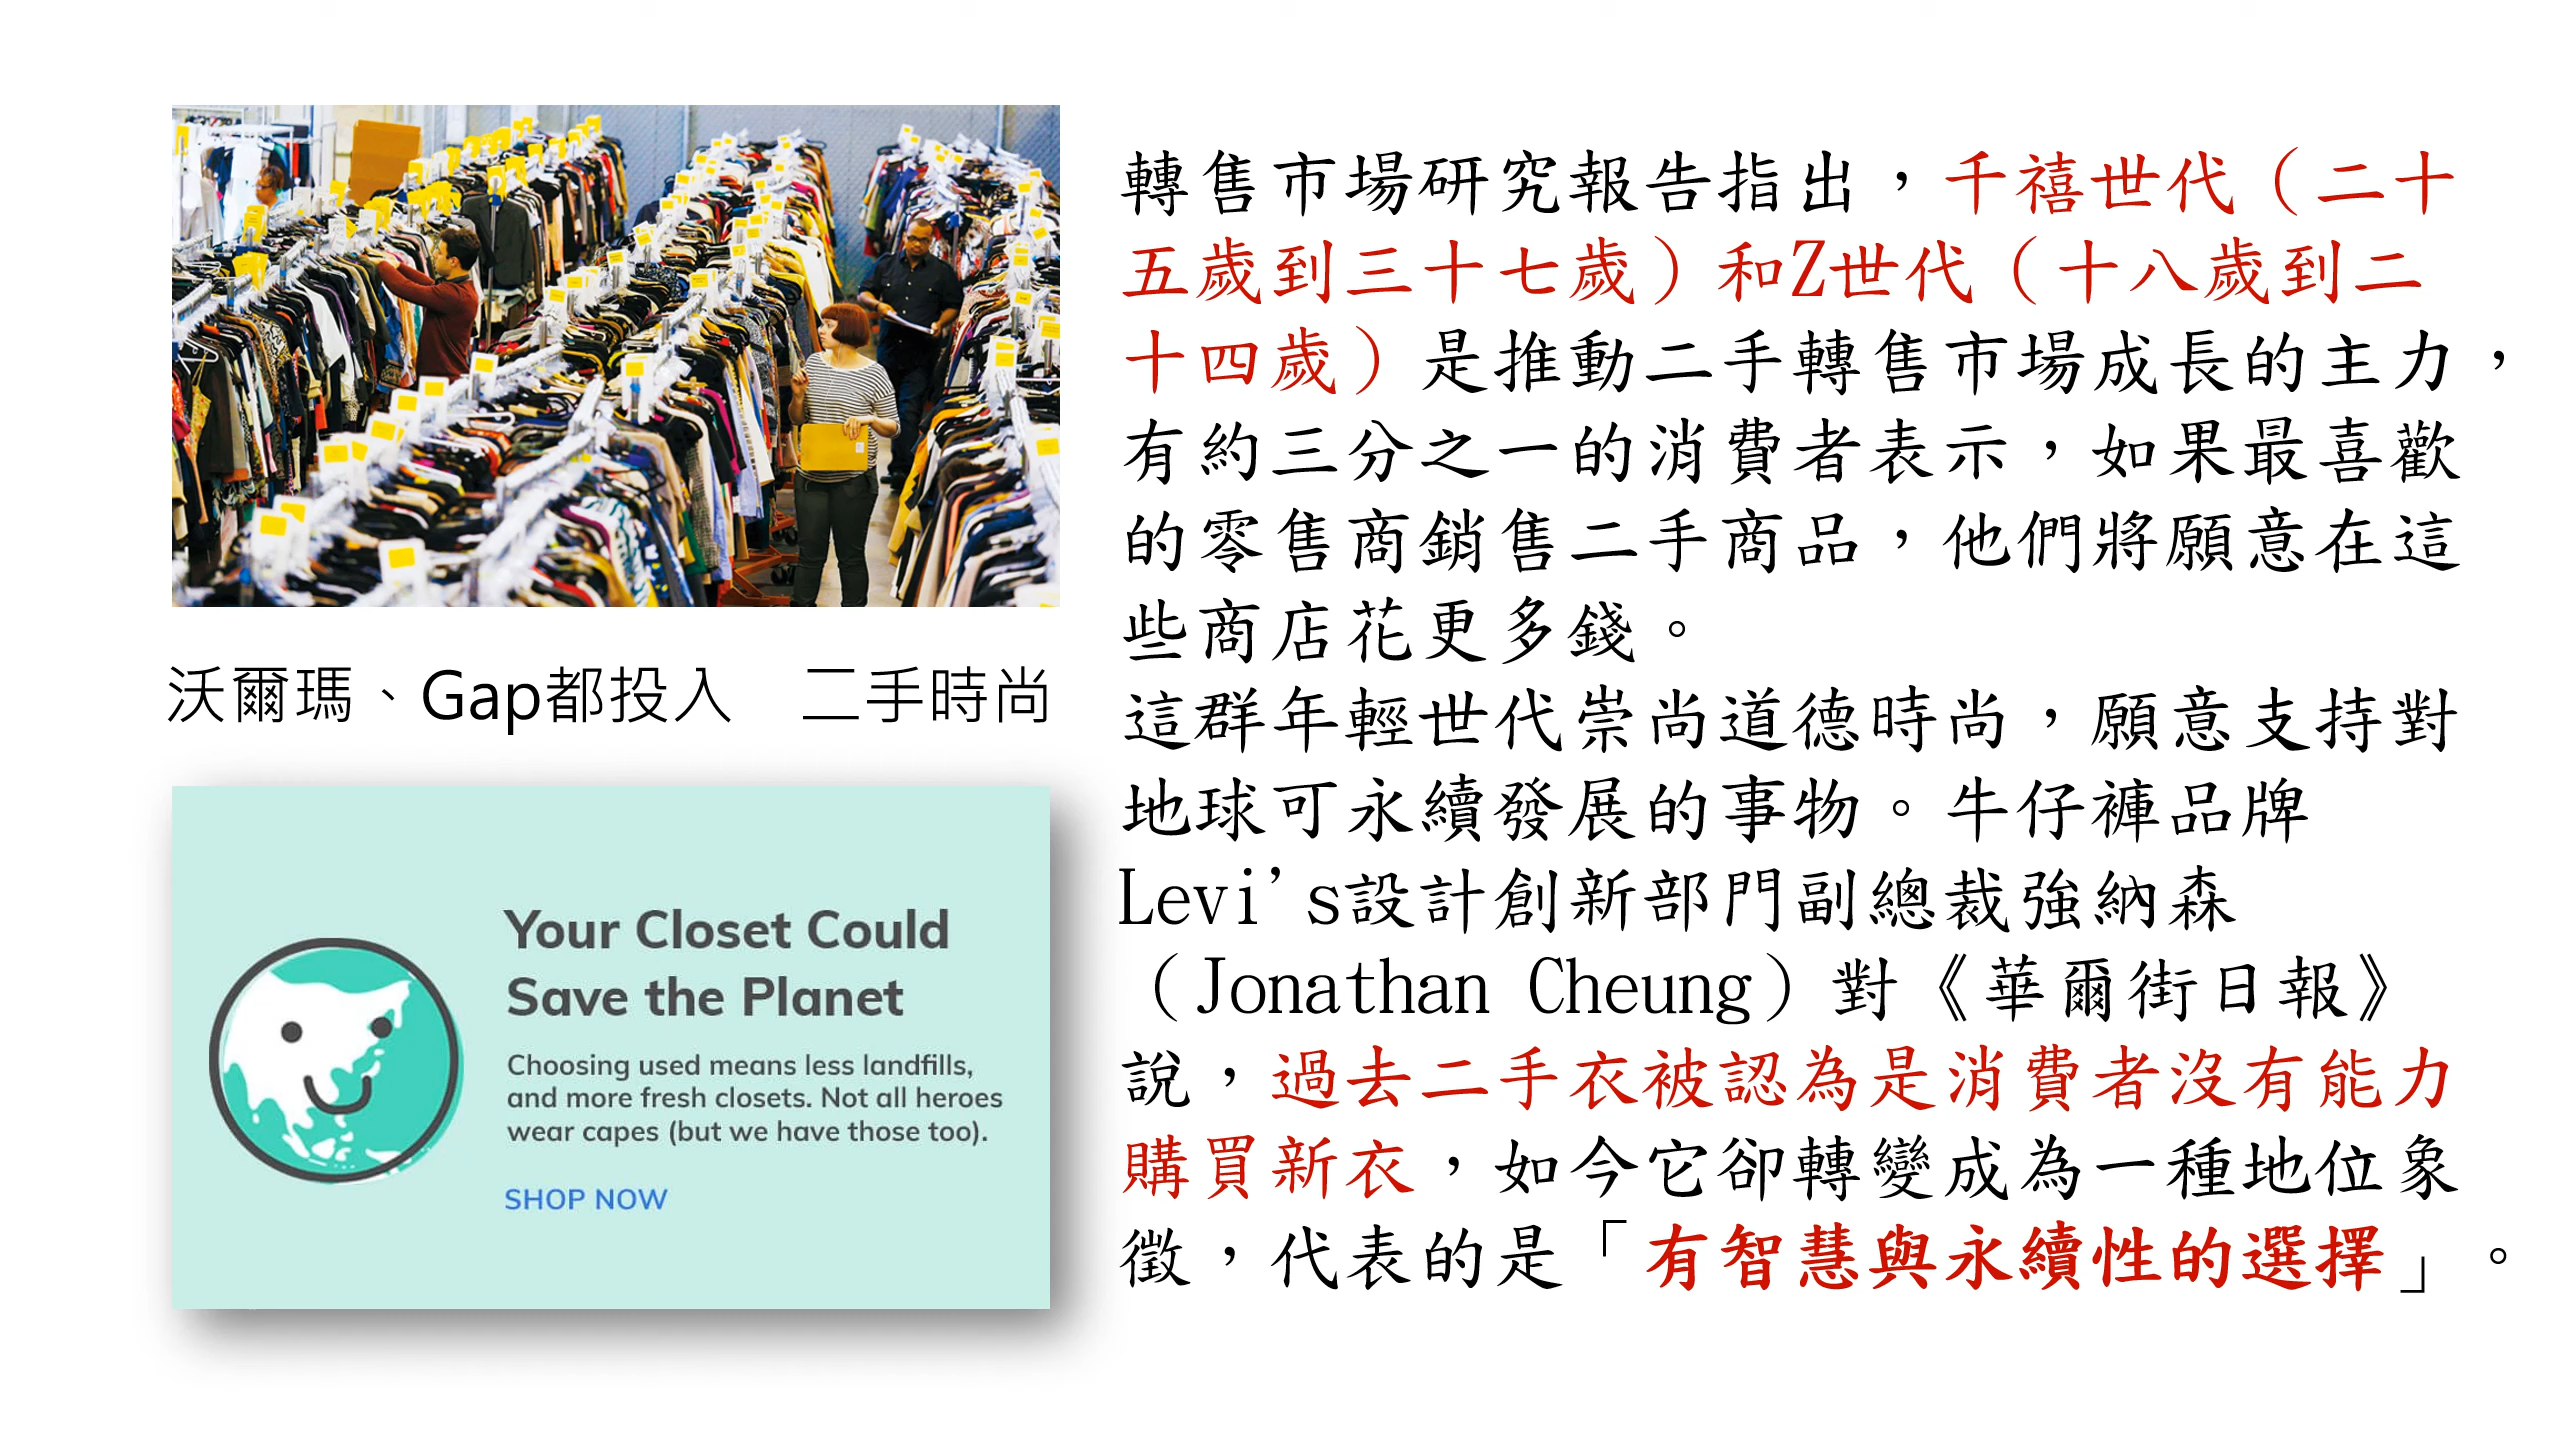 沃爾瑪、Gap都投入　二手時尚
Your Closet Could
Save the Planet
Choosing used means less landfills,
and more fresh closets. Not all heroes
wear capes (but we have those too).
SHOP NOW
轉售市場研究報告指出，千禧世代（二十
五歲到三十七歲）和Z世代（十八歲到二
十四歲）是推動二手轉售市場成長的主力，
有約三分之一的消費者表示，如果最喜歡
的零售商銷售二手商品，他們將願意在這
些商店花更多錢。
這群年輕世代崇尚道德時尚，願意支持對
地球可永續發展的事物。牛仔褲品牌
Levi's設計創新部門副總裁強納森
（Jonathan Cheung）對《華爾街日報》
說，過去二手衣被認為是消費者沒有能力
購買新衣，如今它卻轉變成為一種地位象
徵，代表的是「有智慧與永續性的選擇」。